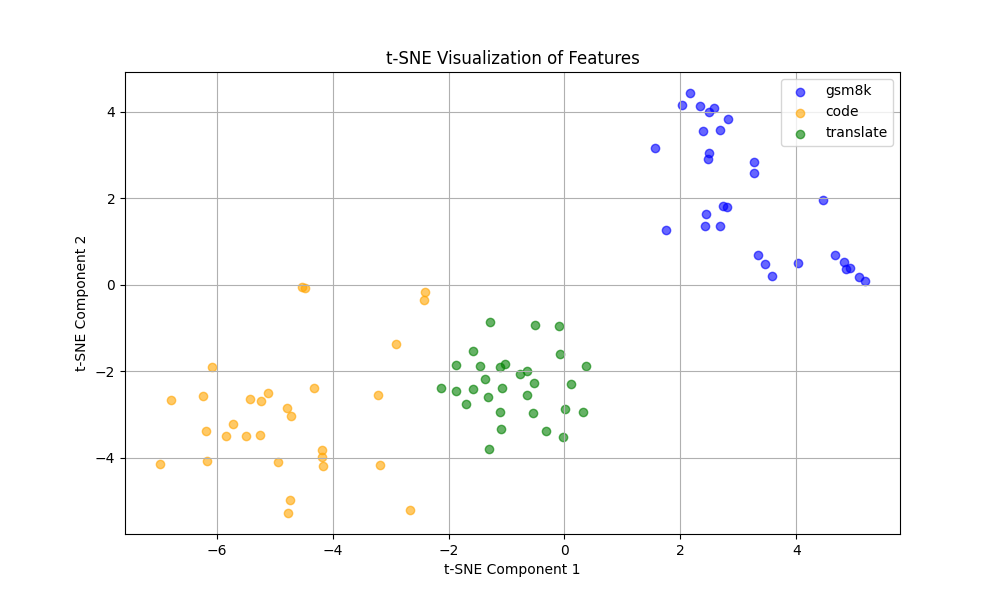 t-SNE Visualization of Features
gsm8k
code
translate
t-SNE Component 2
4
2
0
−2
−4
−6
−4
−2
0
2
4
t-SNE Component 1